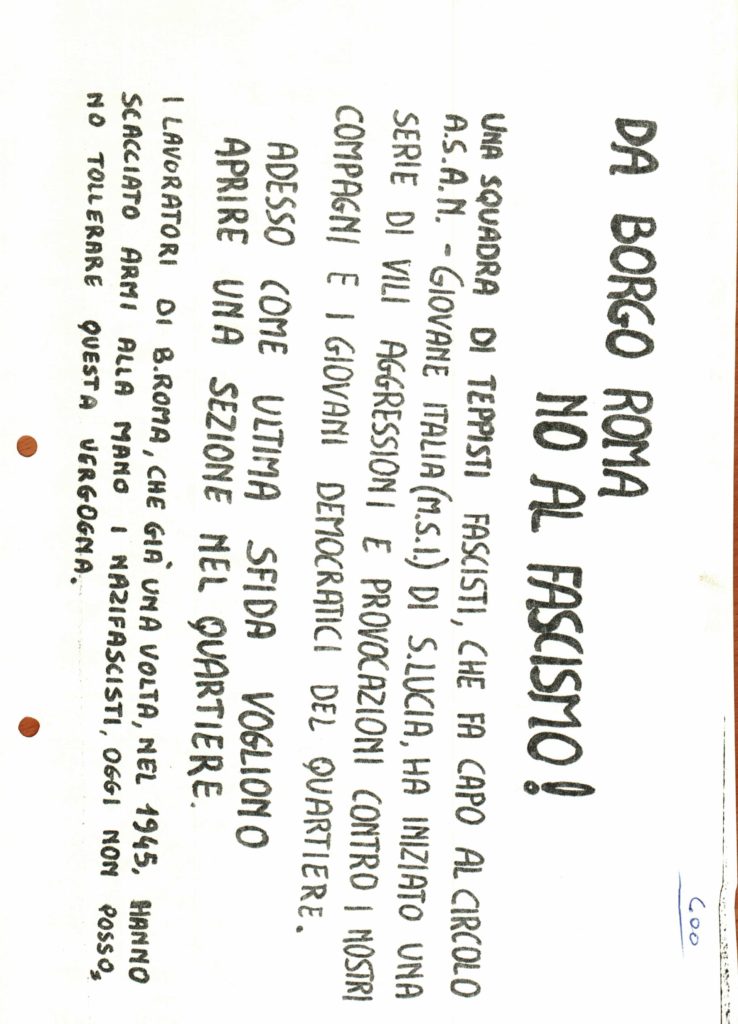 600
DA BORGO ROMA
NO AL FASCISMO!
UNA SQUADRA DI TEPPISTI FASCISTI, CHE FA CAPO AL CIRCOLO
A.S.A.N. - GIOVANE ITALIA (M.S.I.) DI S.LUCIA, HA INIZIATO UNA
SERIE DI VILI AGGRESSIONI E PROVOCAZIONI CONTRO I NOSTRI
COMPAGNI E I GIOVANI DEMOCRATICI DEL QUARTIERE.
ADESSO COME ULTIMA SFIDA VOGLIONO
APRIRE UNA SEZIONE NEL QUARTIERE.
I LAVORATORI DI B.ROMA, CHE GIÀ UNA VOLTA, NEL 1945, HANNO
SCACCIATO ARMI ALLA MANO I NAZIFASCISTI, OGGI NON POSSO,
NO TOLLERARE QUESTA VERGOGNA.